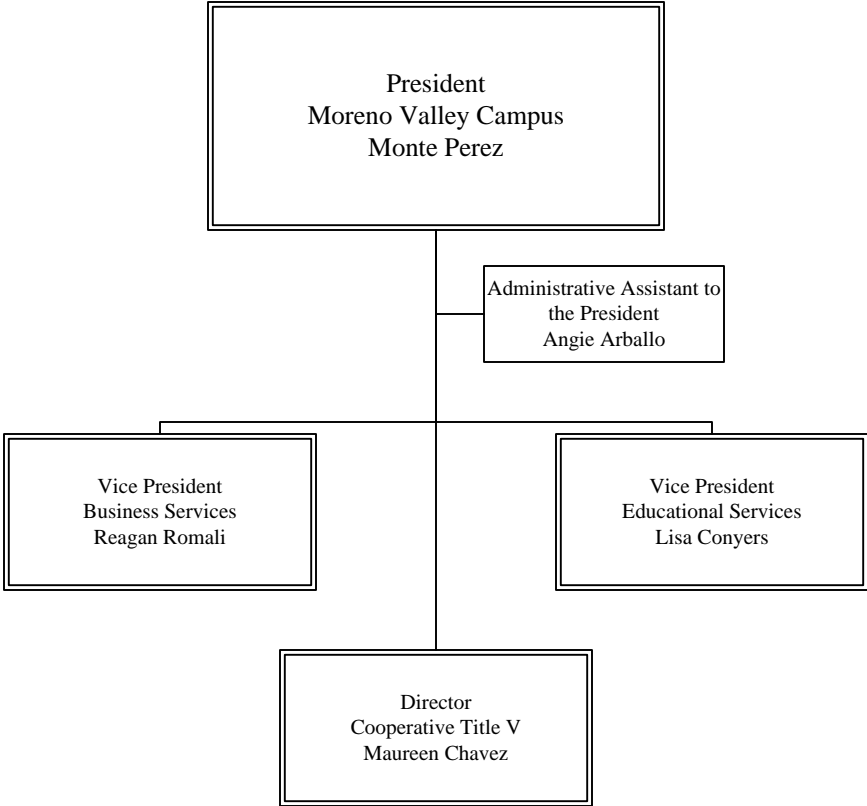 President
Moreno Valley Campus
Monte Perez
Administrative Assistant to
the President
Angie Arballo
Vice President
Business Services
Reagan Romali
Vice President
Educational Services
Lisa Conyers
Director
Cooperative Title V
Maureen Chavez